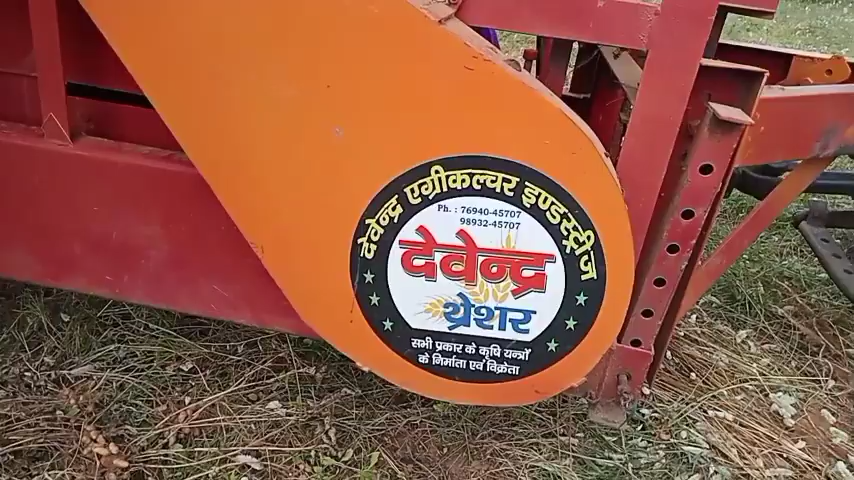 देवेन्द्र एग्रीकल्चर इण्डस्ट्रीज
Ph. : 76940-45707
98932-45707
देवेन्द्र
थ्रेशर
सभी प्रकार के कृषि यन्त्रों
के निर्माता एवं विक्रेता